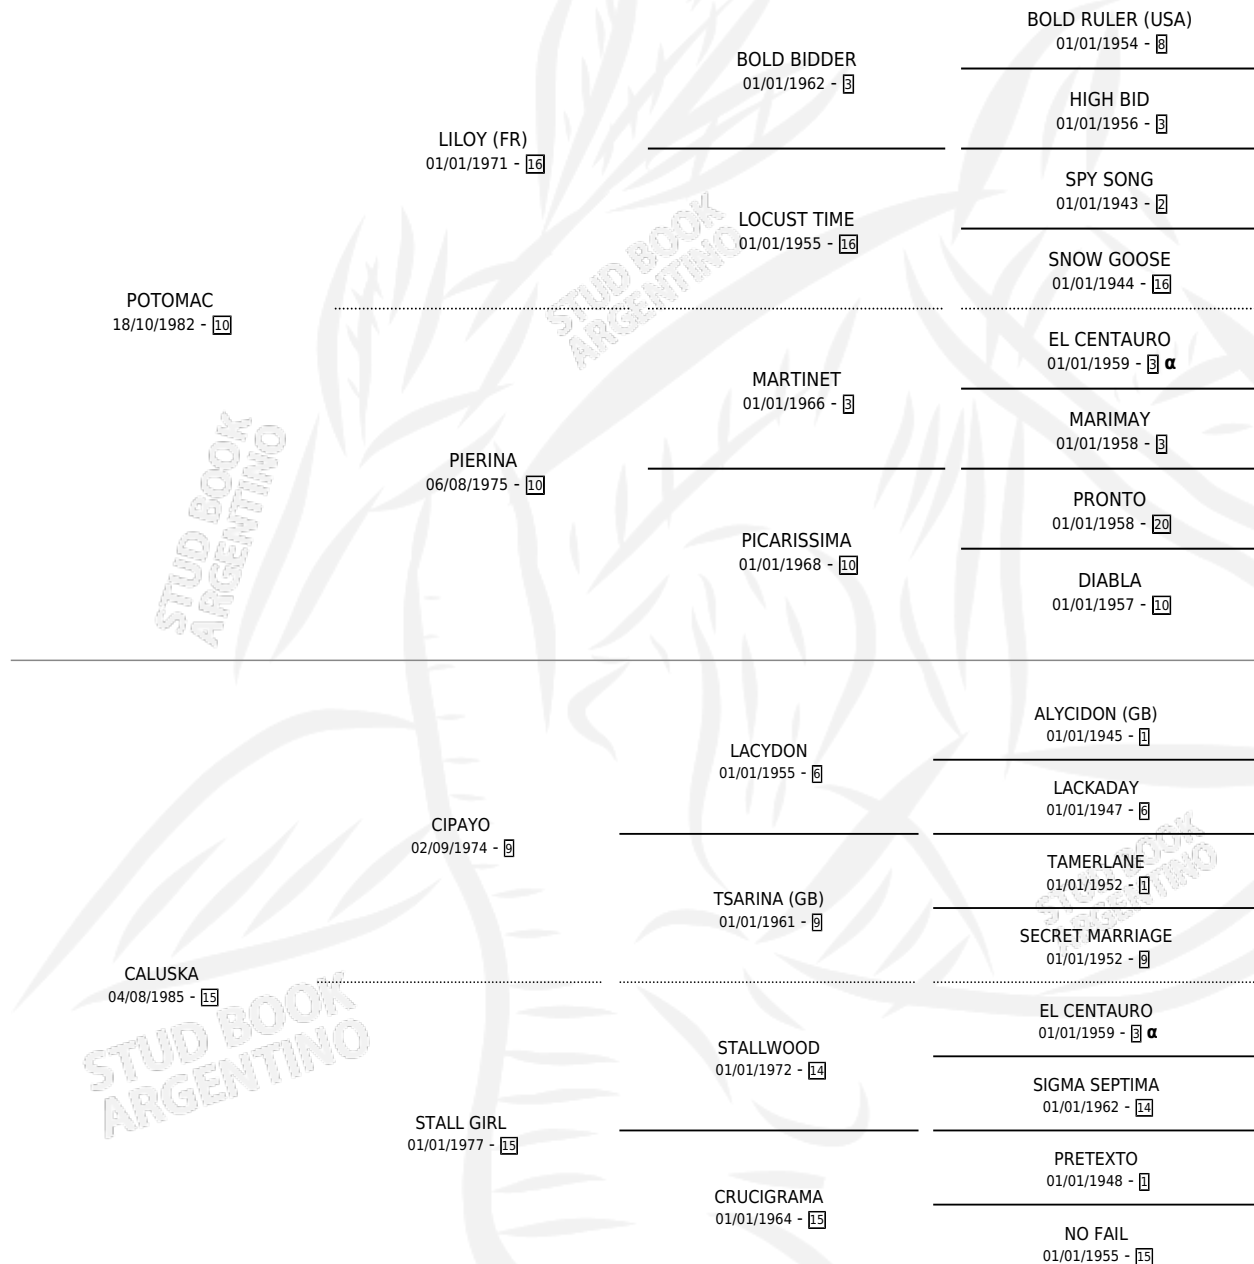 BOLD RULER (USA)
01/01/1954 - 8
BOLD BIDDER
01/01/1962 - 3
HIGH BID
01/01/1956 - 3
LILOY (FR)
01/01/1971 - 16
SPY SONG
01/01/1943 - 2
LOCUST TIME
01/01/1955 - 16
SNOW GOOSE
01/01/1944 - 16
POTOMAC
18/10/1982 - 10
EL CENTAURO
01/01/1959 - 3 α
MARTINET
01/01/1966 - 3
MARIMAY
01/01/1958 - 3
PIERINA
06/08/1975 - 10
PRONTO
01/01/1958 - 20
PICARISSIMA
01/01/1968 - 10
DIABLA
01/01/1957 - 10
ALYCIDON (GB)
01/01/1945 - 1
LACYDON
01/01/1955 - 6
LACKADAY
01/01/1947 - 6
CIPAYO
02/09/1974 - 9
TAMERLANE
01/01/1952 - 1
TSARINA (GB)
01/01/1961 - 9
SECRET MARRIAGE
01/01/1952 - 9
CALUSKA
04/08/1985 - 15
EL CENTAURO
01/01/1959 - 3 α
STALLWOOD
01/01/1972 - 14
SIGMA SEPTIMA
01/01/1962 - 14
STALL GIRL
01/01/1977 - 15
PRETEXTO
01/01/1948 - 1
CRUCIGRAMA
01/01/1964 - 15
NO FAIL
01/01/1955 - 15
STUD BOOK
ARGENTINO
STUD BOOK
ARGENTINO
STUD BOOK
ARGENTINO
STUD BOOK
ARGENTINO